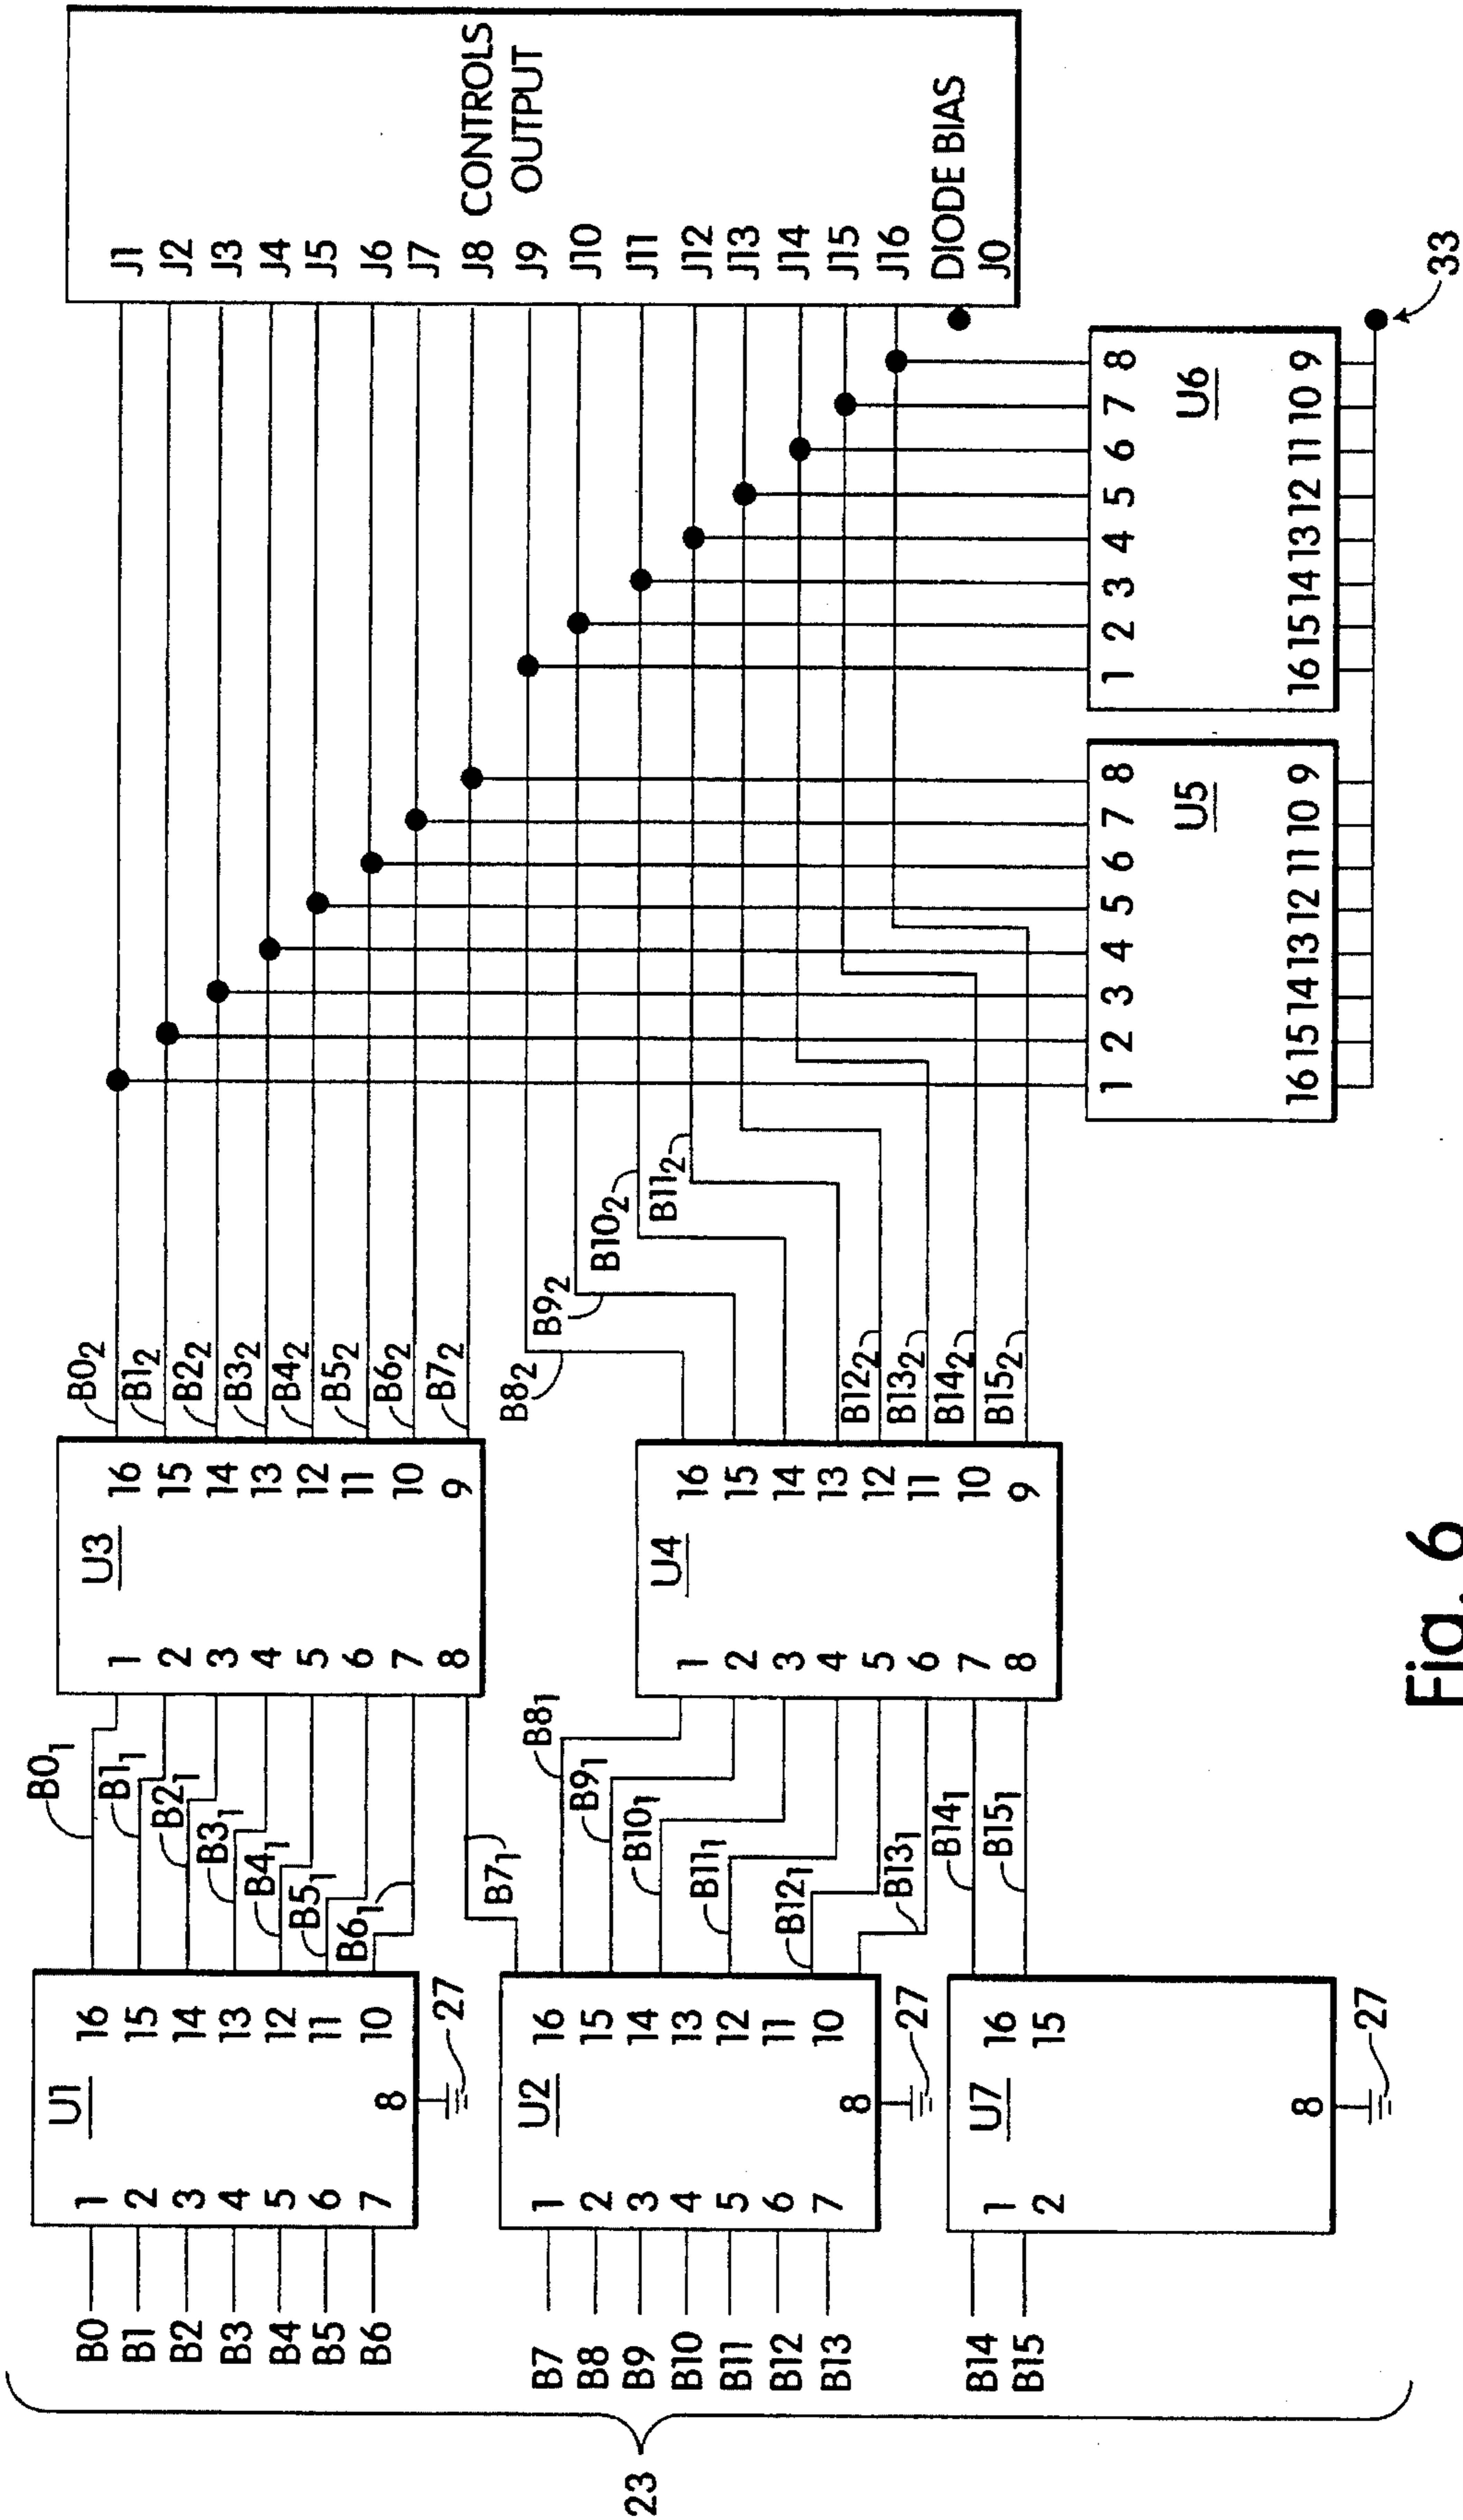 23
B0
B1
B2
B3
B4
B5
B6
B7
B8
B9
B10
B11
B12
B13
B14
B15
U1
1 16
2 15
3 14
4 13
5 12
6 11
7 10
8
27
U2
1 16
2 15
3 14
4 13
5 12
6 11
7 10
8
27
U7
1 16
2 15
8
27
B0₁
B1₁
B2₁
B3₁
B4₁
B5₁
B6₁
B7₁
B8₁
B9₁
B10₁
B11₁
B12₁
B13₁
B14₁
B15₁
U3
1 16
2 15
3 14
4 13
5 12
6 11
7 10
8 9
U4
1 16
2 15
3 14
4 13
5 12
6 11
7 10
8 9
B0₂
B1₂
B2₂
B3₂
B4₂
B5₂
B6₂
B7₂
B8₂
B9₂
B10₂
B11₂
B12₂
B13₂
B14₂
B15₂
1 2 3 4 5 6 7 8
U5
16 15 14 13 12 11 10 9
1 2 3 4 5 6 7 8
U6
16 15 14 13 12 11 10 9
33
J1
J2
J3
J4
J5
J6
J7
J8 CONTROLS
J9 OUTPUT
J10
J11
J12
J13
J14
J15
J16
DIODE BIAS
J0
Fig. 6